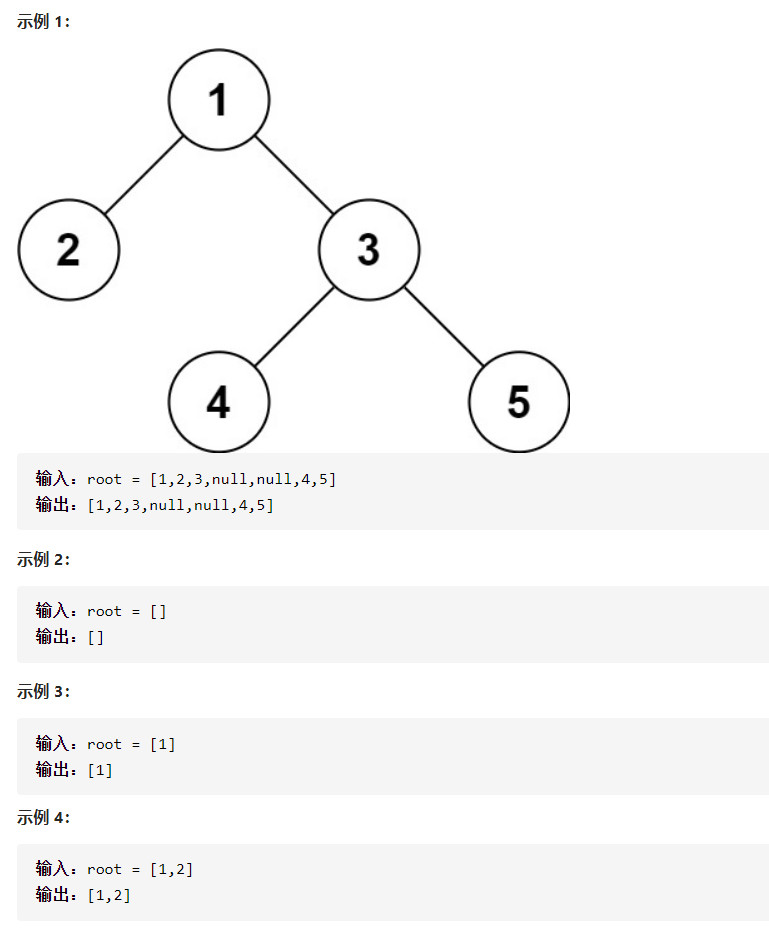 示例 1：
1
2
3
4
5
输入：root = [1,2,3,null,null,4,5]
输出：[1,2,3,null,null,4,5]
示例 2：
输入：root = []
输出：[]
示例 3：
输入：root = [1]
输出：[1]
示例 4：
输入：root = [1,2]
输出：[1,2]